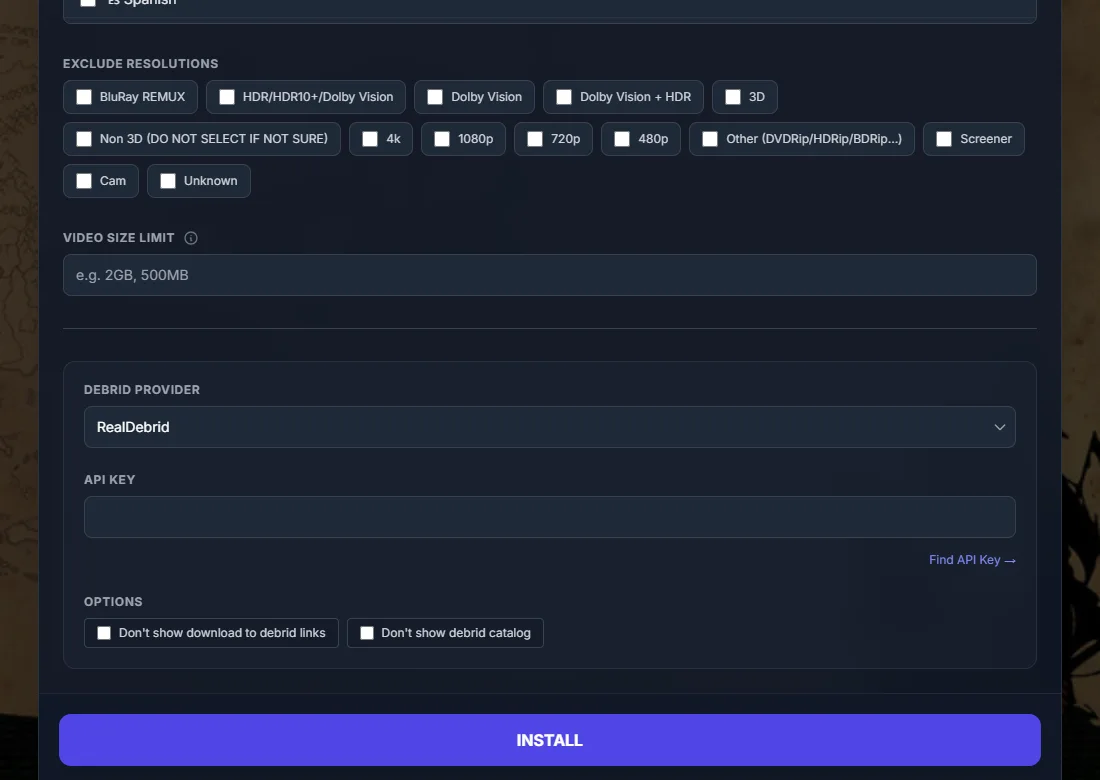 ES Spanish
EXCLUDE RESOLUTIONS
BluRay REMUX HDR/HDR10+/Dolby Vision Dolby Vision Dolby Vision + HDR 3D
Non 3D (DO NOT SELECT IF NOT SURE) 4k 1080p 720p 480p Other (DVDRip/HDRip/BDRip...) Screener
Cam Unknown
VIDEO SIZE LIMIT
e.g. 2GB, 500MB
DEBRID PROVIDER
RealDebrid
API KEY
Find API Key →
OPTIONS
Don't show download to debrid links Don't show debrid catalog
INSTALL